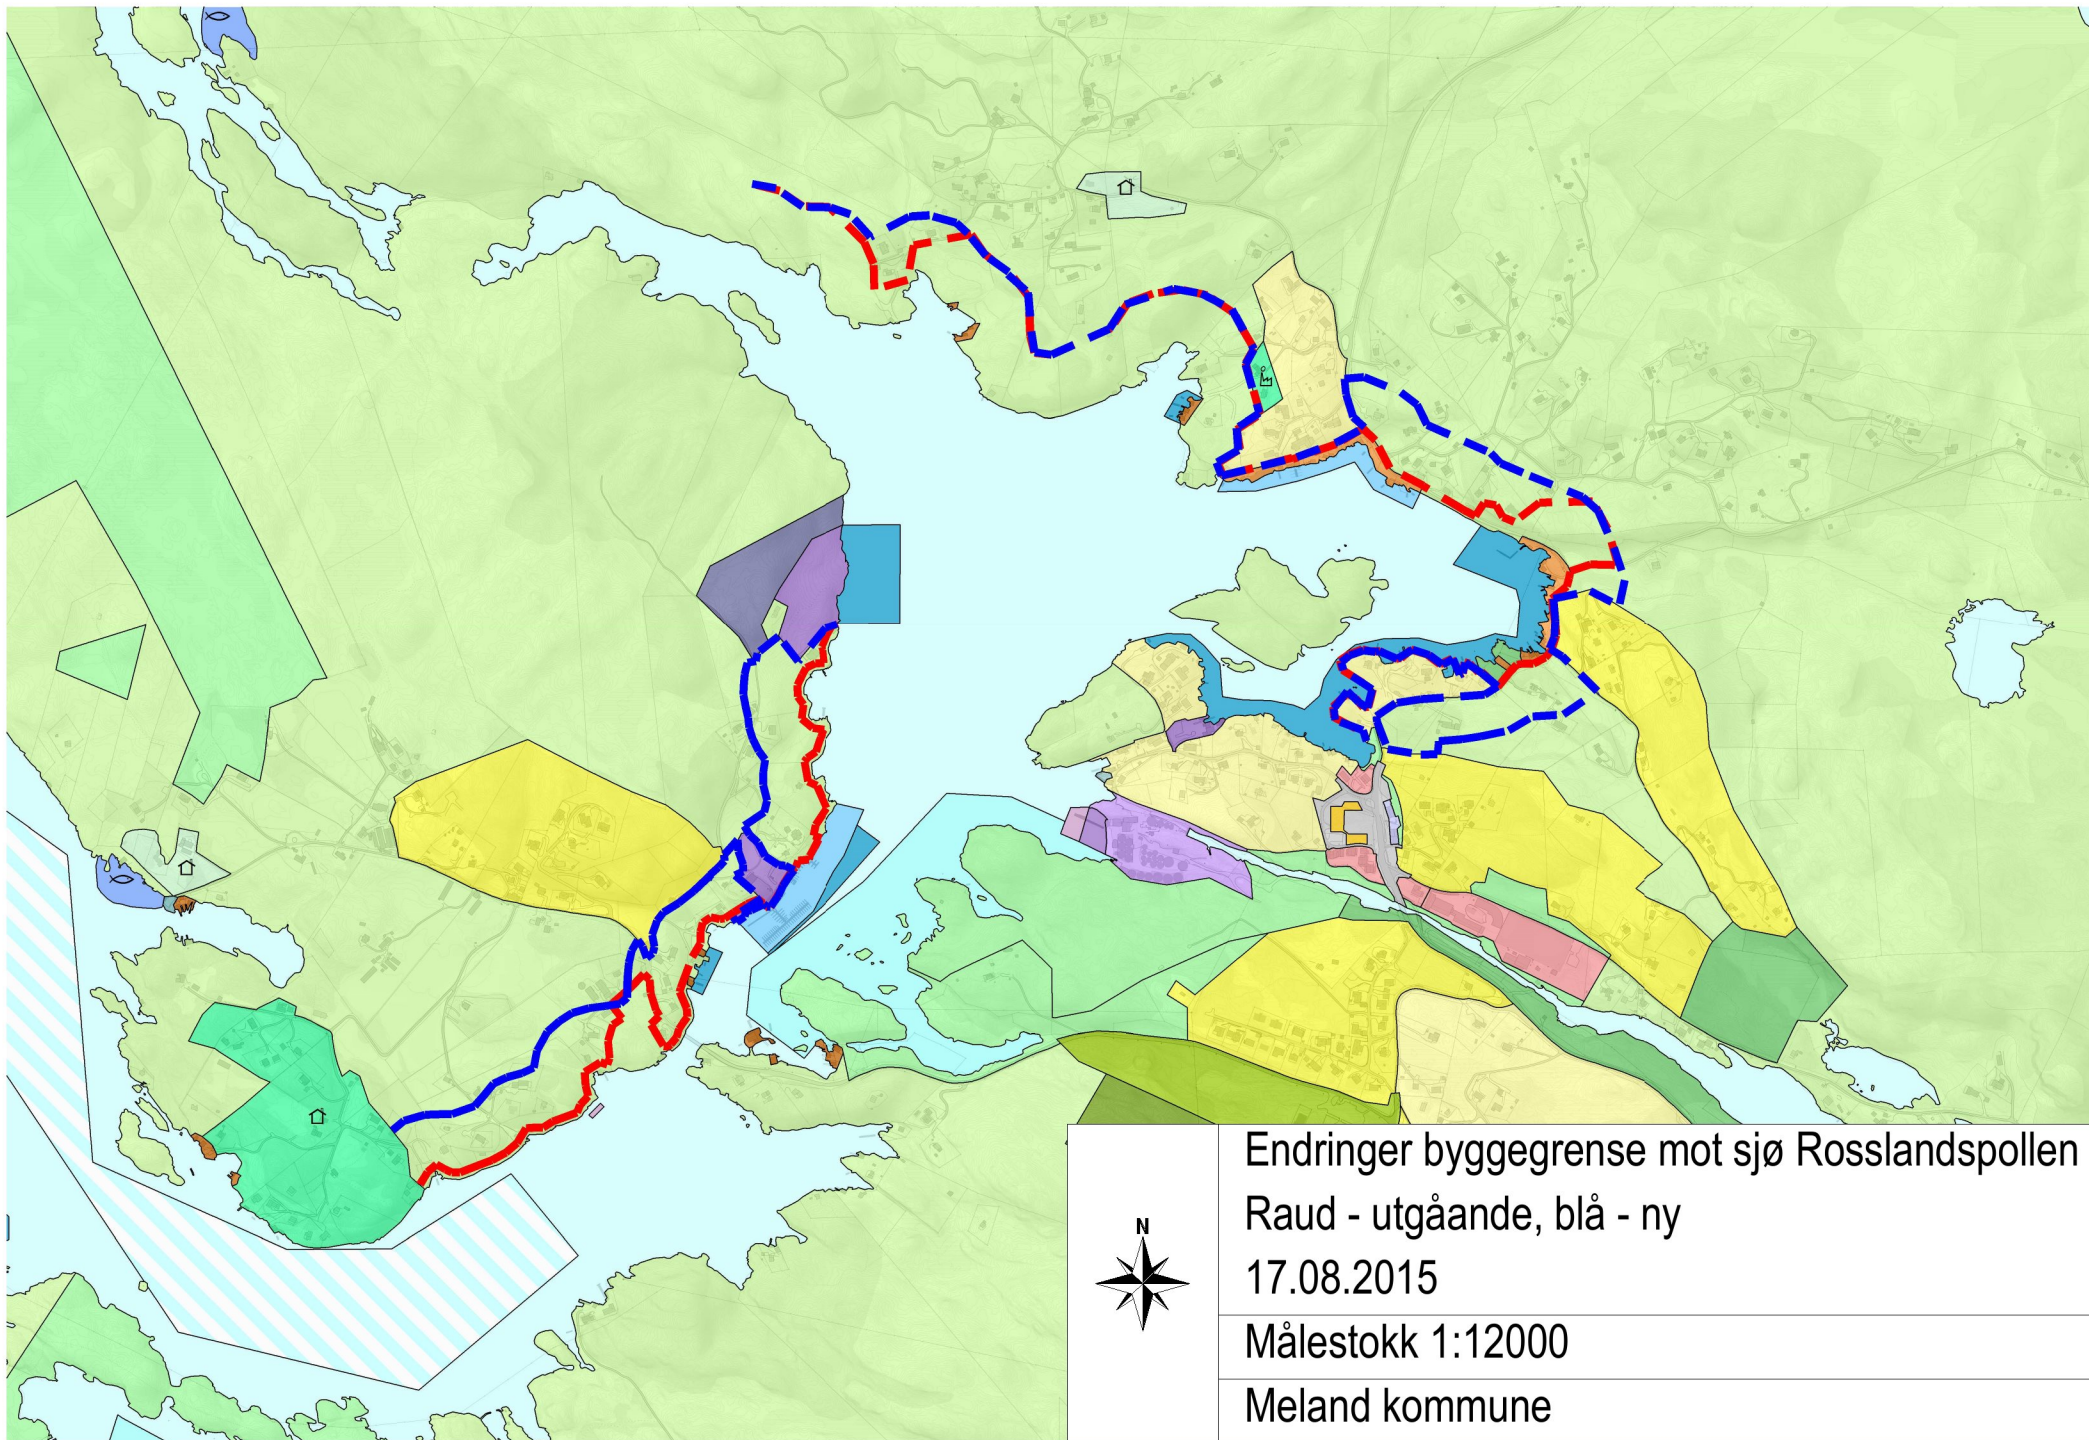 N
Endringer byggegrense mot sjø Rosslandspollen
Raud - utgåande, blå - ny
17.08.2015
Målestokk 1:12000
Meland kommune